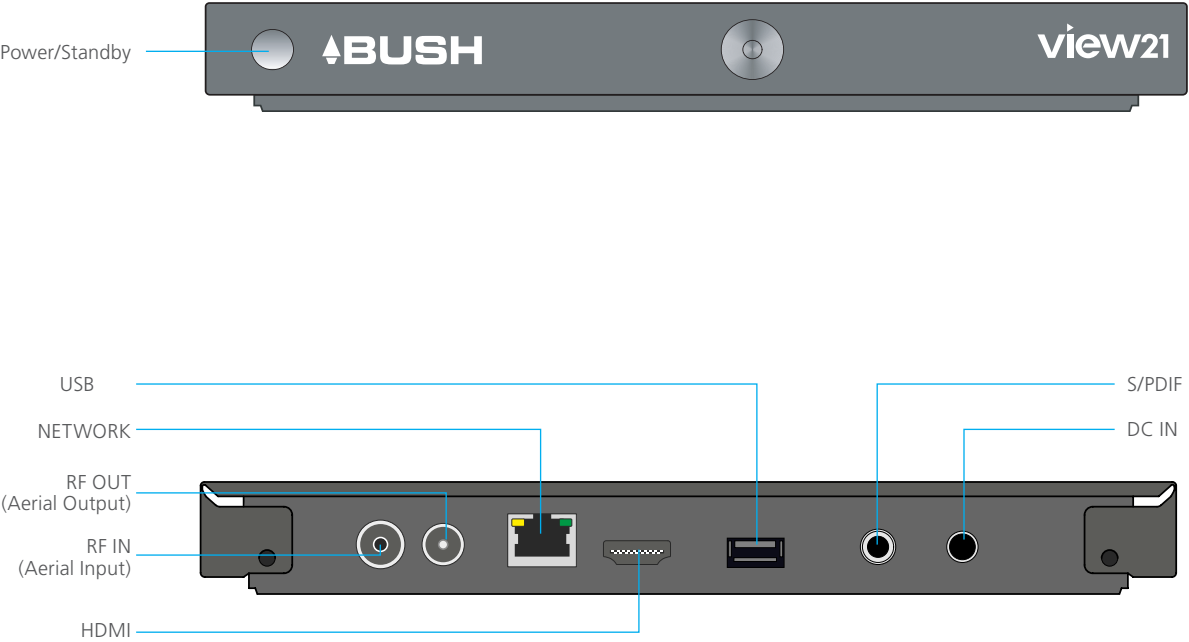 Power/Standby
BUSH
view21
USB
S/PDIF
NETWORK
DC IN
RF OUT
(Aerial Output)
RF IN
(Aerial Input)
HDMI